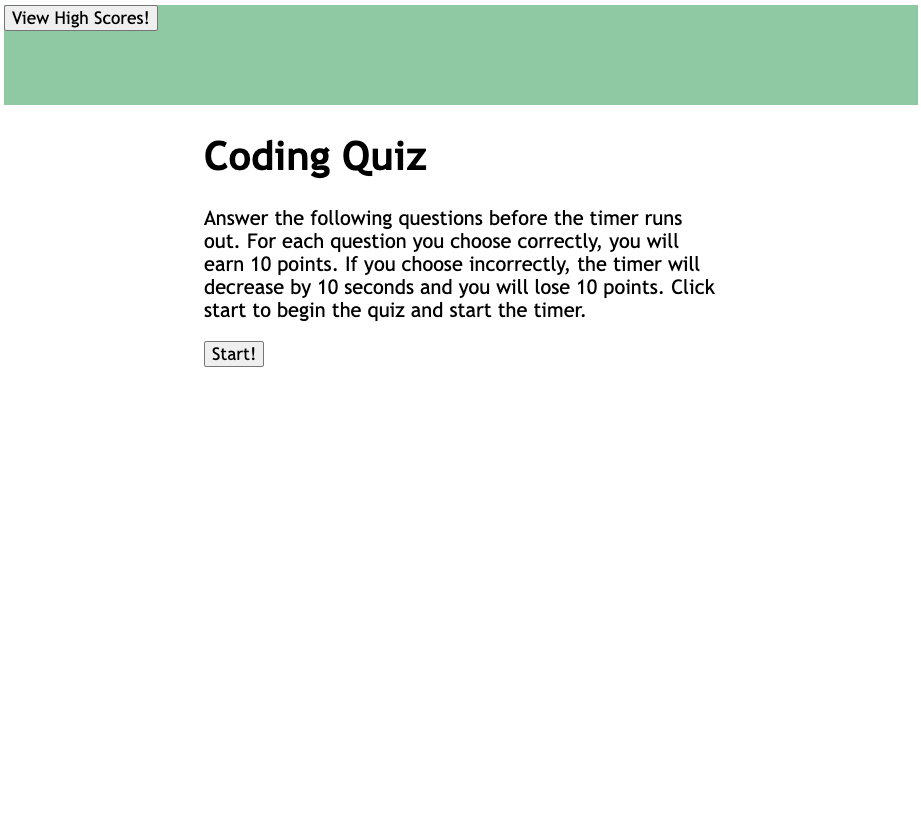 View High Scores!
Coding Quiz
Answer the following questions before the timer runs
out. For each question you choose correctly, you will
earn 10 points. If you choose incorrectly, the timer will
decrease by 10 seconds and you will lose 10 points. Click
start to begin the quiz and start the timer.
Start!